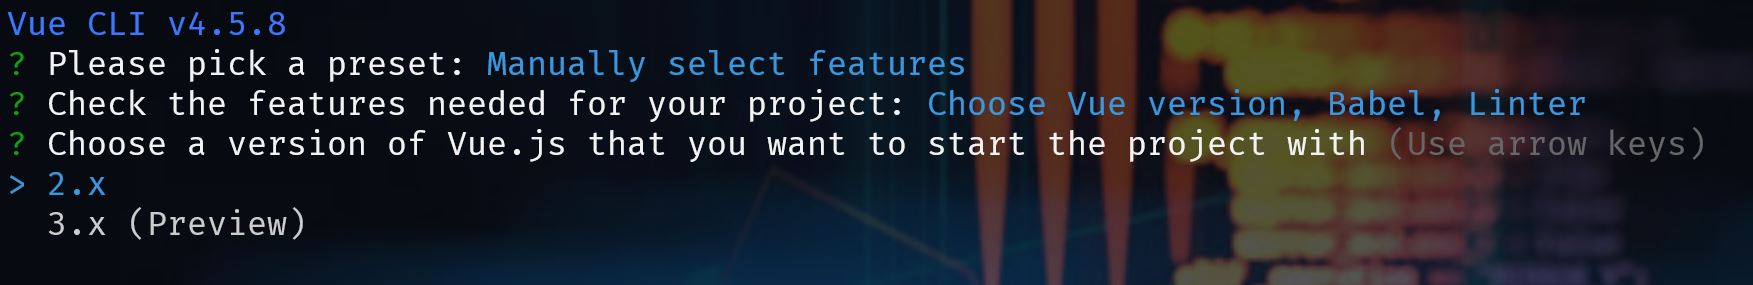 Vue CLI v4.5.8
? Please pick a preset: Manually select features
? Check the features needed for your project: Choose Vue version, Babel, Linter
? Choose a version of Vue.js that you want to start the project with (Use arrow keys)
> 2.x
  3.x (Preview)